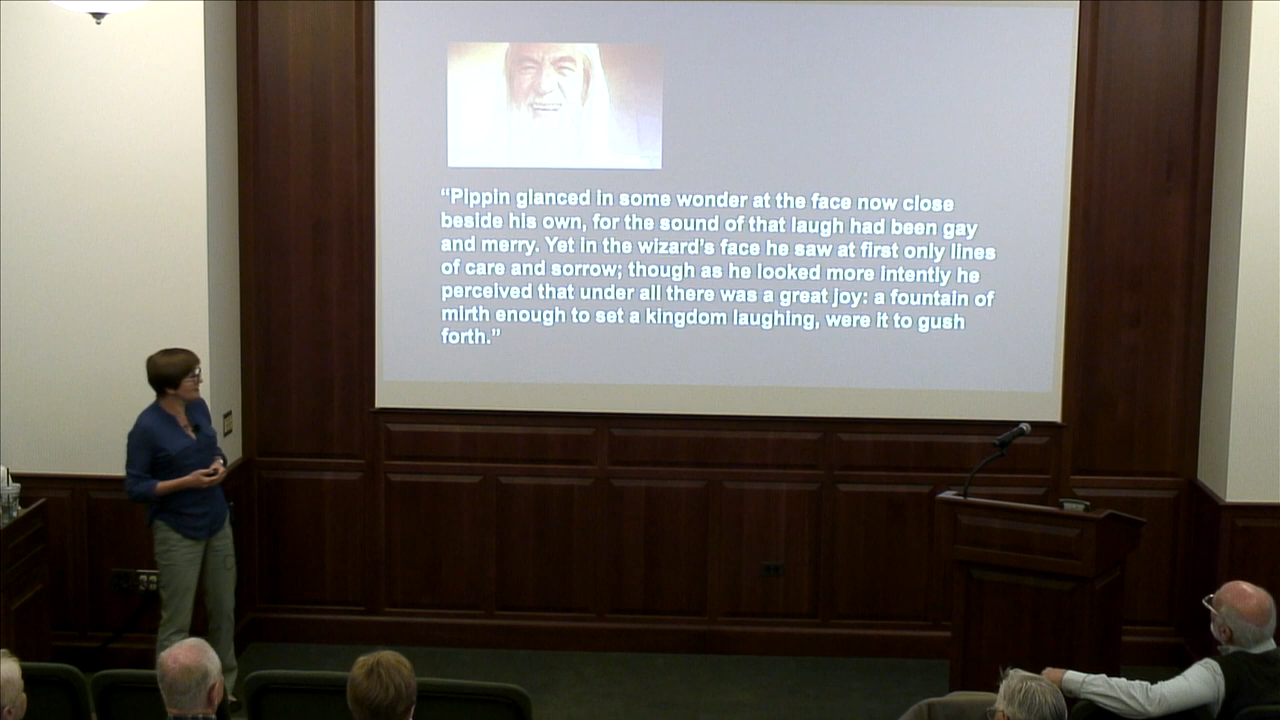 “Pippin glanced in some wonder at the face now close
beside his own, for the sound of that laugh had been gay
and merry. Yet in the wizard’s face he saw at first only lines
of care and sorrow; though as he looked more intently he
perceived that under all there was a great joy: a fountain of
mirth enough to set a kingdom laughing, were it to gush
forth.”